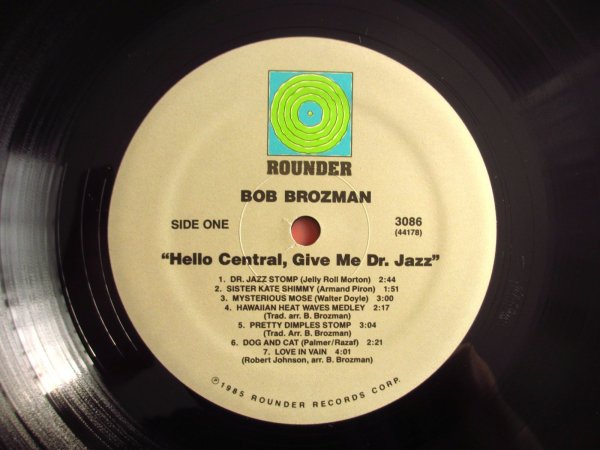 ROUNDER
BOB BROZMAN
SIDE ONE
3086
(44178)
"Hello Central, Give Me Dr. Jazz"
1. DR. JAZZ STOMP (Jelly Roll Morton) 2:44
2. SISTER KATE SHIMMY (Armand Piron) 1:51
3. MYSTERIOUS MOSE (Walter Doyle) 3:00
4. HAWAIIAN HEAT WAVES MEDLEY 2:17
(Trad. arr. B. Brozman)
5. PRETTY DIMPLES STOMP 3:04
(Trad. arr. B. Brozman)
6. DOG AND CAT (Palmer/Razaf) 2:21
7. LOVE IN VAIN 4:01
(Robert Johnson, arr. B. Brozman)
℗1985 ROUNDER RECORDS CORP.